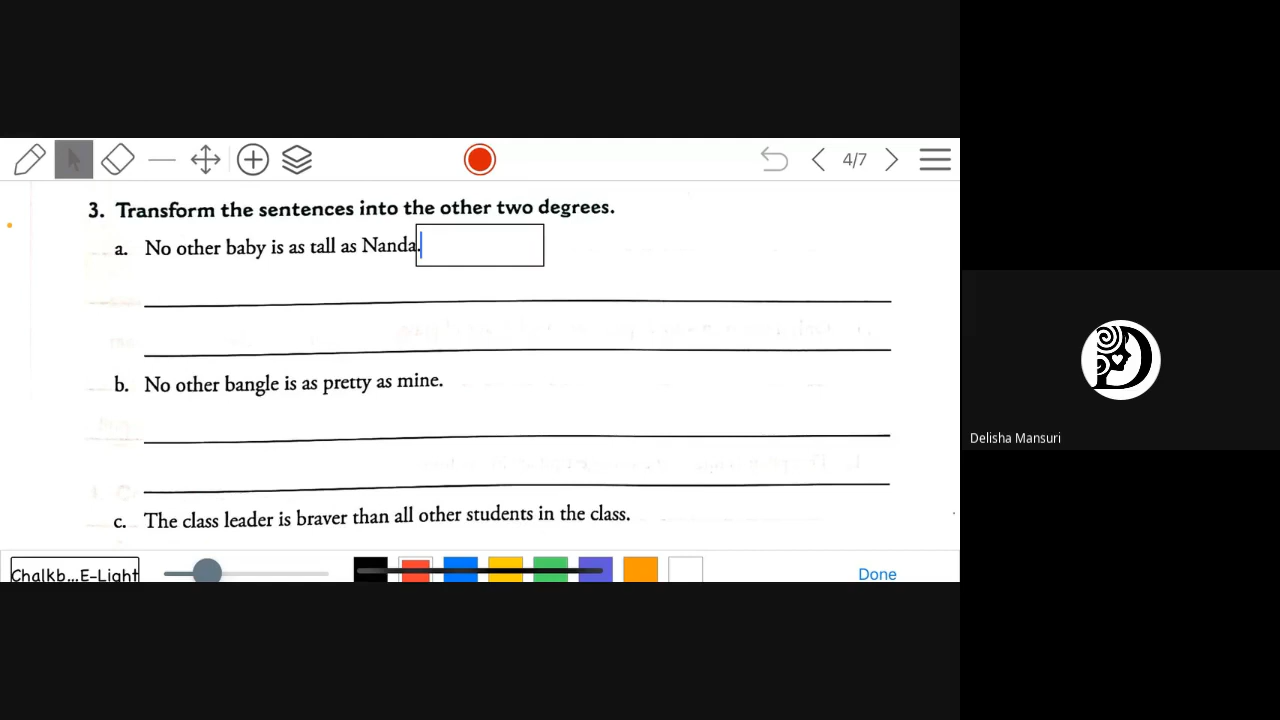 4/7
3. Transform the sentences into the other two degrees.
a. No other baby is as tall as Nanda.
b. No other bangle is as pretty as mine.
Delisha Mansuri
c. The class leader is braver than all other students in the class.
Chalkb...E-Light
Done